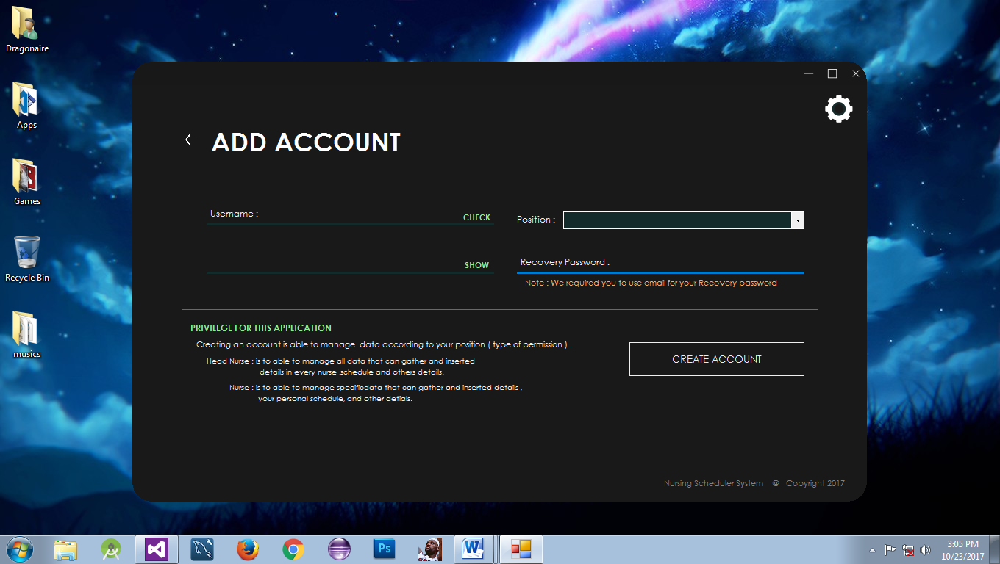 Dragonaire
Apps
Games
Recycle Bin
musics
ADD ACCOUNT
Username :
CHECK
Position :
SHOW
Recovery Password :
Note : We required you to use email for your Recovery password
PRIVILEGE FOR THIS APPLICATION
Creating an account is able to manage  data according to your position ( type of permission ) .
Head Nurse : is to able to manage all data that can gather and inserted
details in every nurse ,schedule and others details.
Nurse : is to able to manage specificdata that can gather and inserted details ,
your personal schedule, and other detials.
CREATE ACCOUNT
Nursing Scheduler System @ Copyright 2017
Ps
W
3:05 PM
10/23/2017